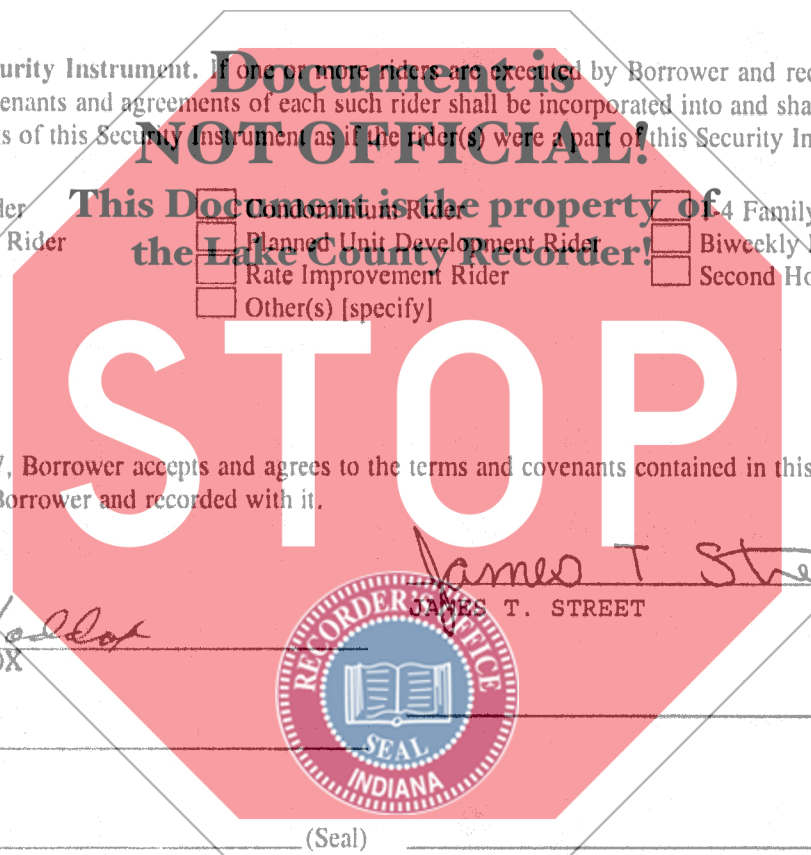 Document is
NOT OFFICIAL!
This Document is the property of
the Lake County Recorder!
STOP
urity Instrument. If one or more riders are executed by Borrower and rec
enants and agreements of each such rider shall be incorporated into and sha
s of this Security Instrument as if the rider(s) were a part of this Security In
der Condominium Rider 1-4 Family
Rider Planned Unit Development Rider Biweekly
Rate Improvement Rider Second Ho
Other(s) [specify]
, Borrower accepts and agrees to the terms and covenants contained in this
Borrower and recorded with it.
James T Stre
JAMES T. STREET
oddox
OX
RECORDER'S OFFICE
SEAL
INDIANA
(Seal)